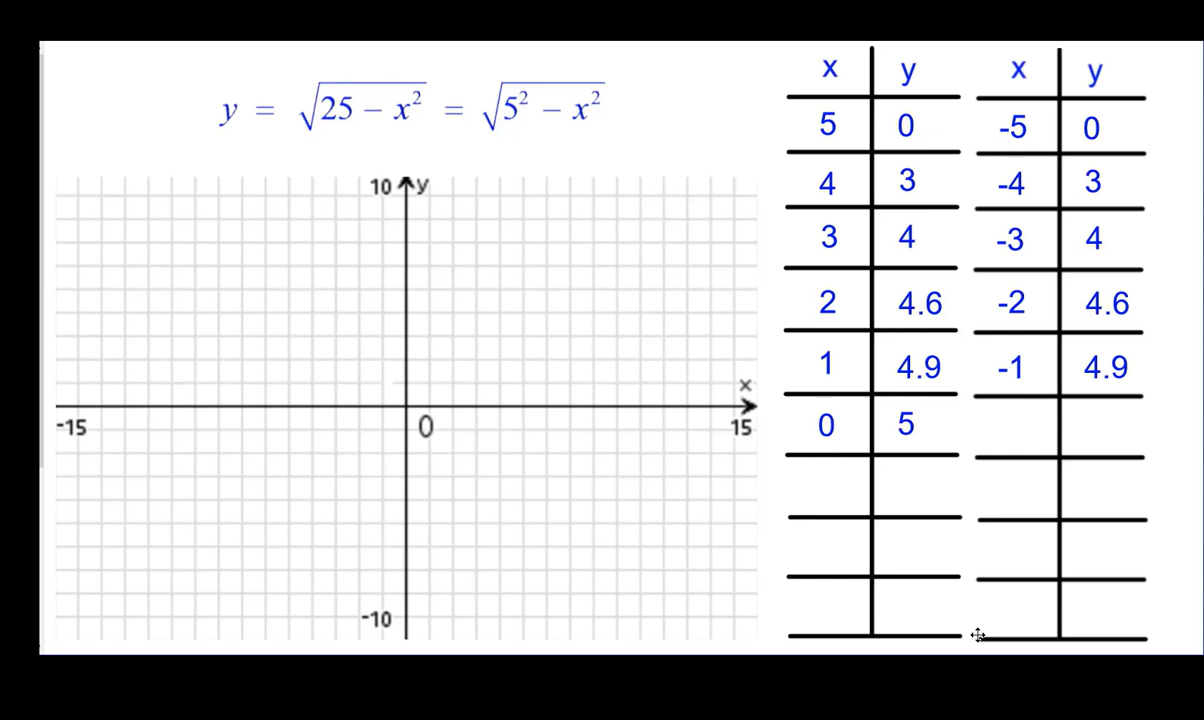 y = √25 − x² = √5² − x²
10 y
x
-15 0 15
-10
x y
5 0
4 3
3 4
2 4.6
1 4.9
0 5
x y
-5 0
-4 3
-3 4
-2 4.6
-1 4.9